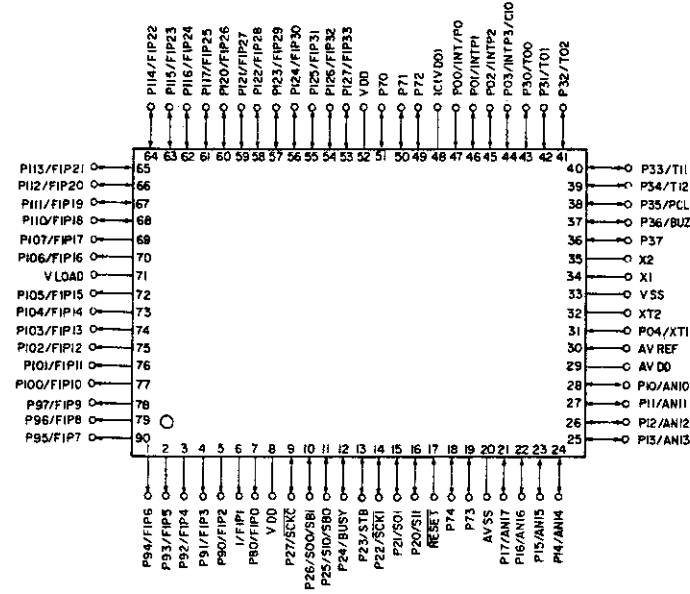 P114/FIP22
P115/FIP23
P116/FIP24
P117/FIP25
P120/FIP26
P121/FIP27
P122/FIP28
P123/FIP29
P124/FIP30
P125/FIP31
P126/FIP32
P127/FIP33
VDD
P70
P71
P72
IC(VDD)
P00/INT/P0
P01/INTP1
P02/INTP2
P03/INTP3/CI0
P30/TO0
P31/TO1
P32/TO2
64 63 62 61 60 59 58 57 56 55 54 53 52 51 50 49 48 47 46 45 44 43 42 41
P113/FIP21 65
P112/FIP20 66
P111/FIP19 67
P110/FIP18 68
P107/FIP17 69
P106/FIP16 70
VLOAD 71
P105/FIP15 72
P104/FIP14 73
P103/FIP13 74
P102/FIP12 75
P101/FIP11 76
P100/FIP10 77
P97/FIP9 78
P96/FIP8 79
P95/FIP7 90
40 P33/TI1
39 P34/TI2
38 P35/PCL
37 P36/BUZ
36 P37
35 X2
34 X1
33 VSS
32 XT2
31 P04/XT1
30 AVREF
29 AVDD
28 P10/ANI0
27 P11/ANI1
26 P12/ANI2
25 P13/ANI3
2 3 4 5 6 7 8 9 10 11 12 13 14 15 16 17 18 19 20 21 22 23 24
P94/FIP6
P93/FIP5
P92/FIP4
P91/FIP3
P90/FIP2
1/FIP1
P80/FIP0
VDD
P27/SCKC
P26/SO0/SB1
P25/SI0/SB0
P24/BUSY
P23/STB
P22/SCK1
P21/SO1
P20/SI1
RESET
P74
P73
AVSS
P17/ANI7
P16/ANI6
P15/ANI5
P14/ANI4